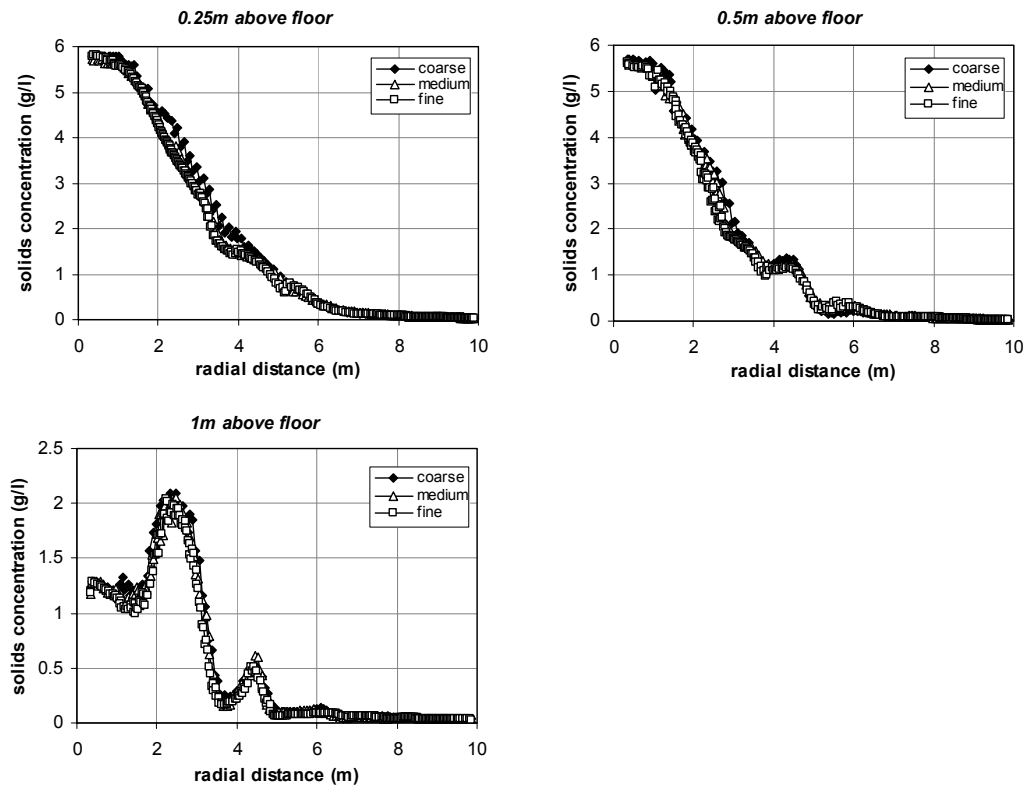 0.25m above floor
solids concentration (g/l)
6
5
4
3
2
1
0
0 2 4 6 8 10
radial distance (m)
coarse
medium
fine
0.5m above floor
solids concentration (g/l)
6
5
4
3
2
1
0
0 2 4 6 8 10
radial distance (m)
coarse
medium
fine
1m above floor
solids concentration (g/l)
2.5
2
1.5
1
0.5
0
0 2 4 6 8 10
radial distance (m)
coarse
medium
fine